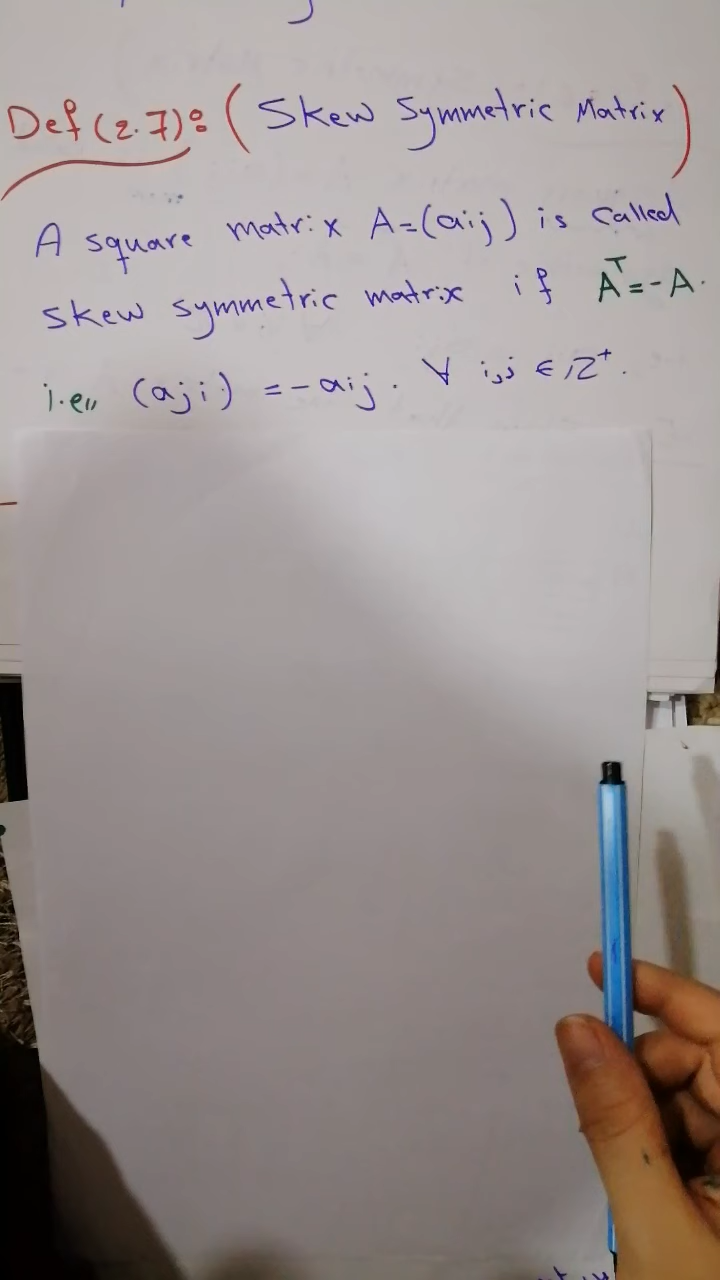 Def (2.7): (Skew Symmetric Matrix)
A square matrix A=(aij) is called
skew symmetric matrix if Aᵀ=-A.
i.e,, (aji) = -aij. ∀ i,j ∈ Z⁺.